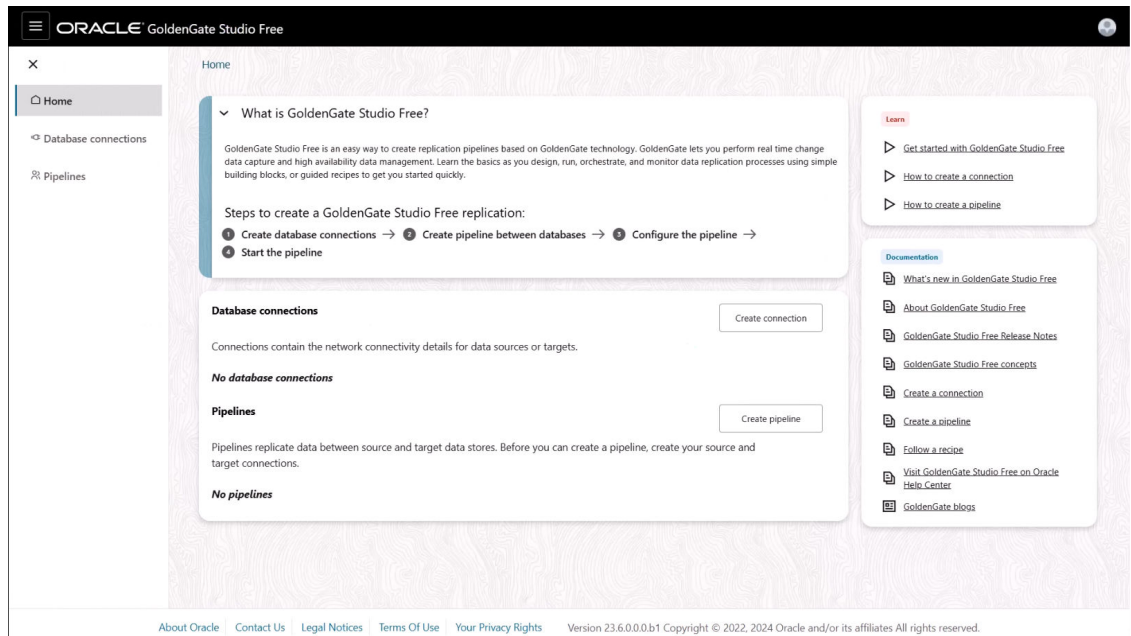 ORACLE GoldenGate Studio Free
Home
Database connections
Pipelines
Home
What is GoldenGate Studio Free?
GoldenGate Studio Free is an easy way to create replication pipelines based on GoldenGate technology. GoldenGate lets you perform real time change
data capture and high availability data management. Learn the basics as you design, run, orchestrate, and monitor data replication processes using simple
building blocks, or guided recipes to get you started quickly.
Steps to create a GoldenGate Studio Free replication:
1 Create database connections → 2 Create pipeline between databases → 3 Configure the pipeline →
4 Start the pipeline
Database connections
Create connection
Connections contain the network connectivity details for data sources or targets.
No database connections
Pipelines
Create pipeline
Pipelines replicate data between source and target data stores. Before you can create a pipeline, create your source and
target connections.
No pipelines
Learn
Get started with GoldenGate Studio Free
How to create a connection
How to create a pipeline
Documentation
What's new in GoldenGate Studio Free
About GoldenGate Studio Free
GoldenGate Studio Free Release Notes
GoldenGate Studio Free concepts
Create a connection
Create a pipeline
Follow a recipe
Visit GoldenGate Studio Free on Oracle
Help Center
GoldenGate blogs
About Oracle Contact Us Legal Notices Terms Of Use Your Privacy Rights Version 23.6.0.0.0.b1 Copyright © 2022, 2024 Oracle and/or its affiliates All rights reserved.